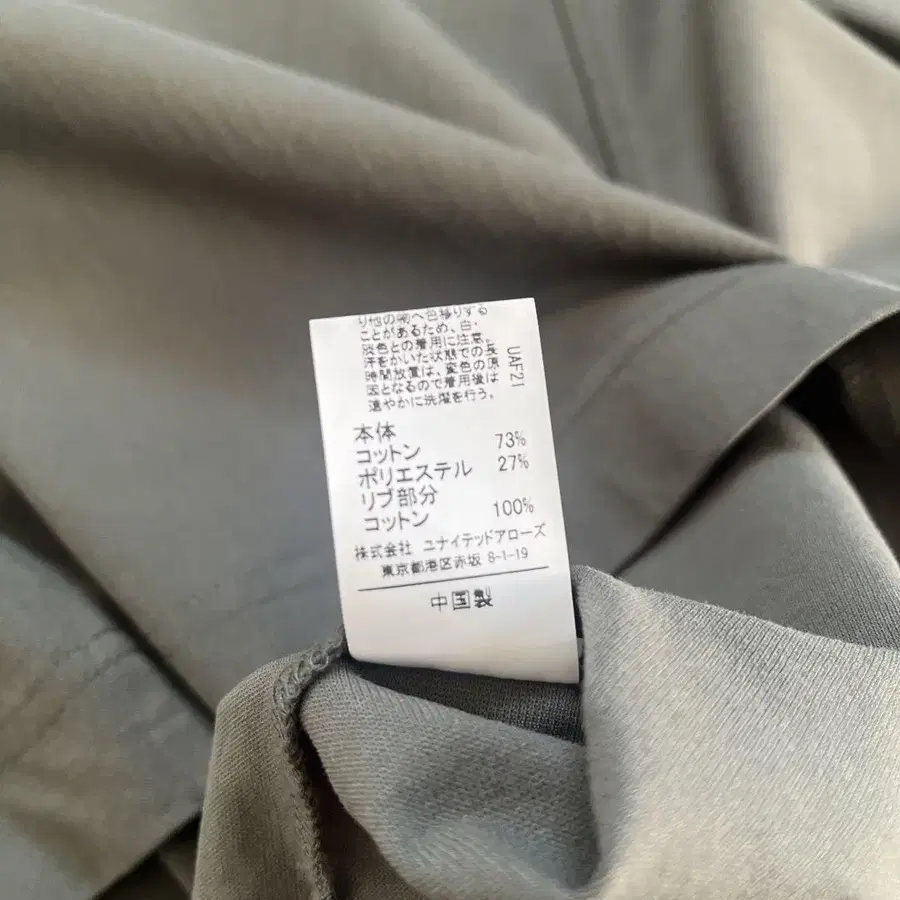 り他の物へ色移りする
ことがあるため、白・
淡色との着用に注意。
汗をかいた状態での長
時間放置は、変色の原
因となるので着用後は
速やかに洗濯を行う。
UAF21
本体
コットン 73%
ポリエステル 27%
リブ部分
コットン 100%
株式会社 ユナイテッドアローズ
東京都港区赤坂 8-1-19
中国製